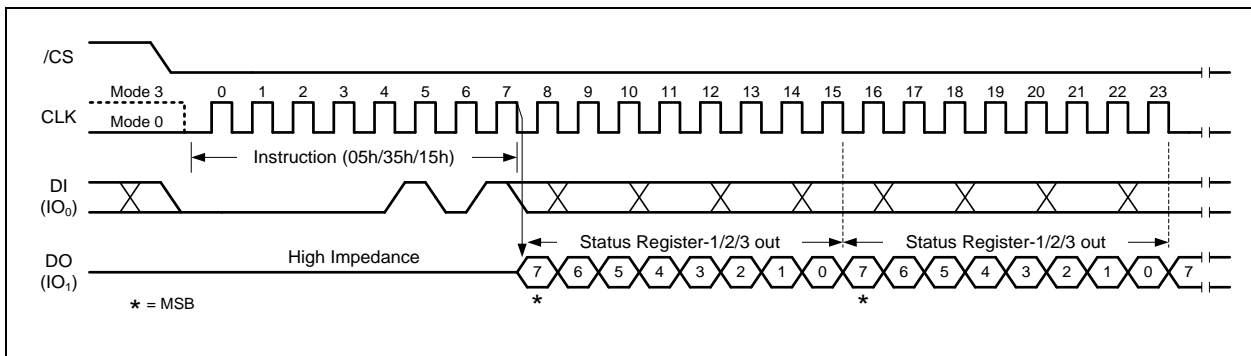 /CS
Mode 3
0 1 2 3 4 5 6 7 8 9 10 11 12 13 14 15 16 17 18 19 20 21 22 23
CLK
Mode 0
Instruction (05h/35h/15h)
DI
(IO₀)
Status Register-1/2/3 out Status Register-1/2/3 out
High Impedance
DO
(IO₁)
7 6 5 4 3 2 1 0 7 6 5 4 3 2 1 0 7
* *
* = MSB